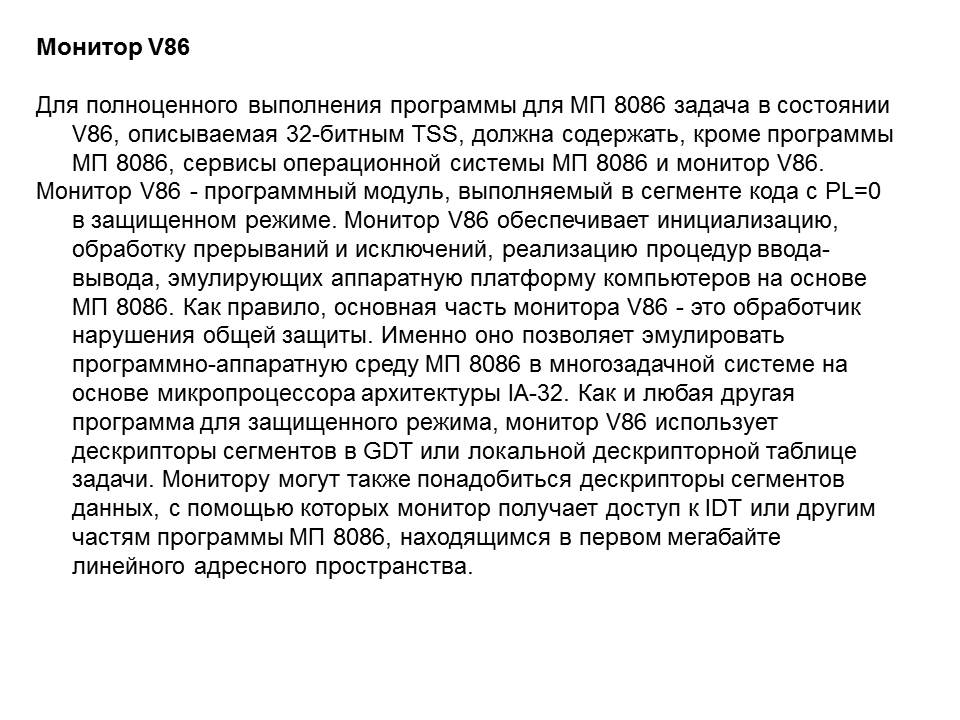 Монитор V86
Для полноценного выполнения программы для МП 8086 задача в состоянии
V86, описываемая 32-битным TSS, должна содержать, кроме программы
МП 8086, сервисы операционной системы МП 8086 и монитор V86.
Монитор V86 - программный модуль, выполняемый в сегменте кода с PL=0
в защищенном режиме. Монитор V86 обеспечивает инициализацию,
обработку прерываний и исключений, реализацию процедур ввода-
вывода, эмулирующих аппаратную платформу компьютеров на основе
МП 8086. Как правило, основная часть монитора V86 - это обработчик
нарушения общей защиты. Именно оно позволяет эмулировать
программно-аппаратную среду МП 8086 в многозадачной системе на
основе микропроцессора архитектуры IA-32. Как и любая другая
программа для защищенного режима, монитор V86 использует
дескрипторы сегментов в GDT или локальной дескрипторной таблице
задачи. Монитору могут также понадобиться дескрипторы сегментов
данных, с помощью которых монитор получает доступ к IDT или другим
частям программы МП 8086, находящимся в первом мегабайте
линейного адресного пространства.